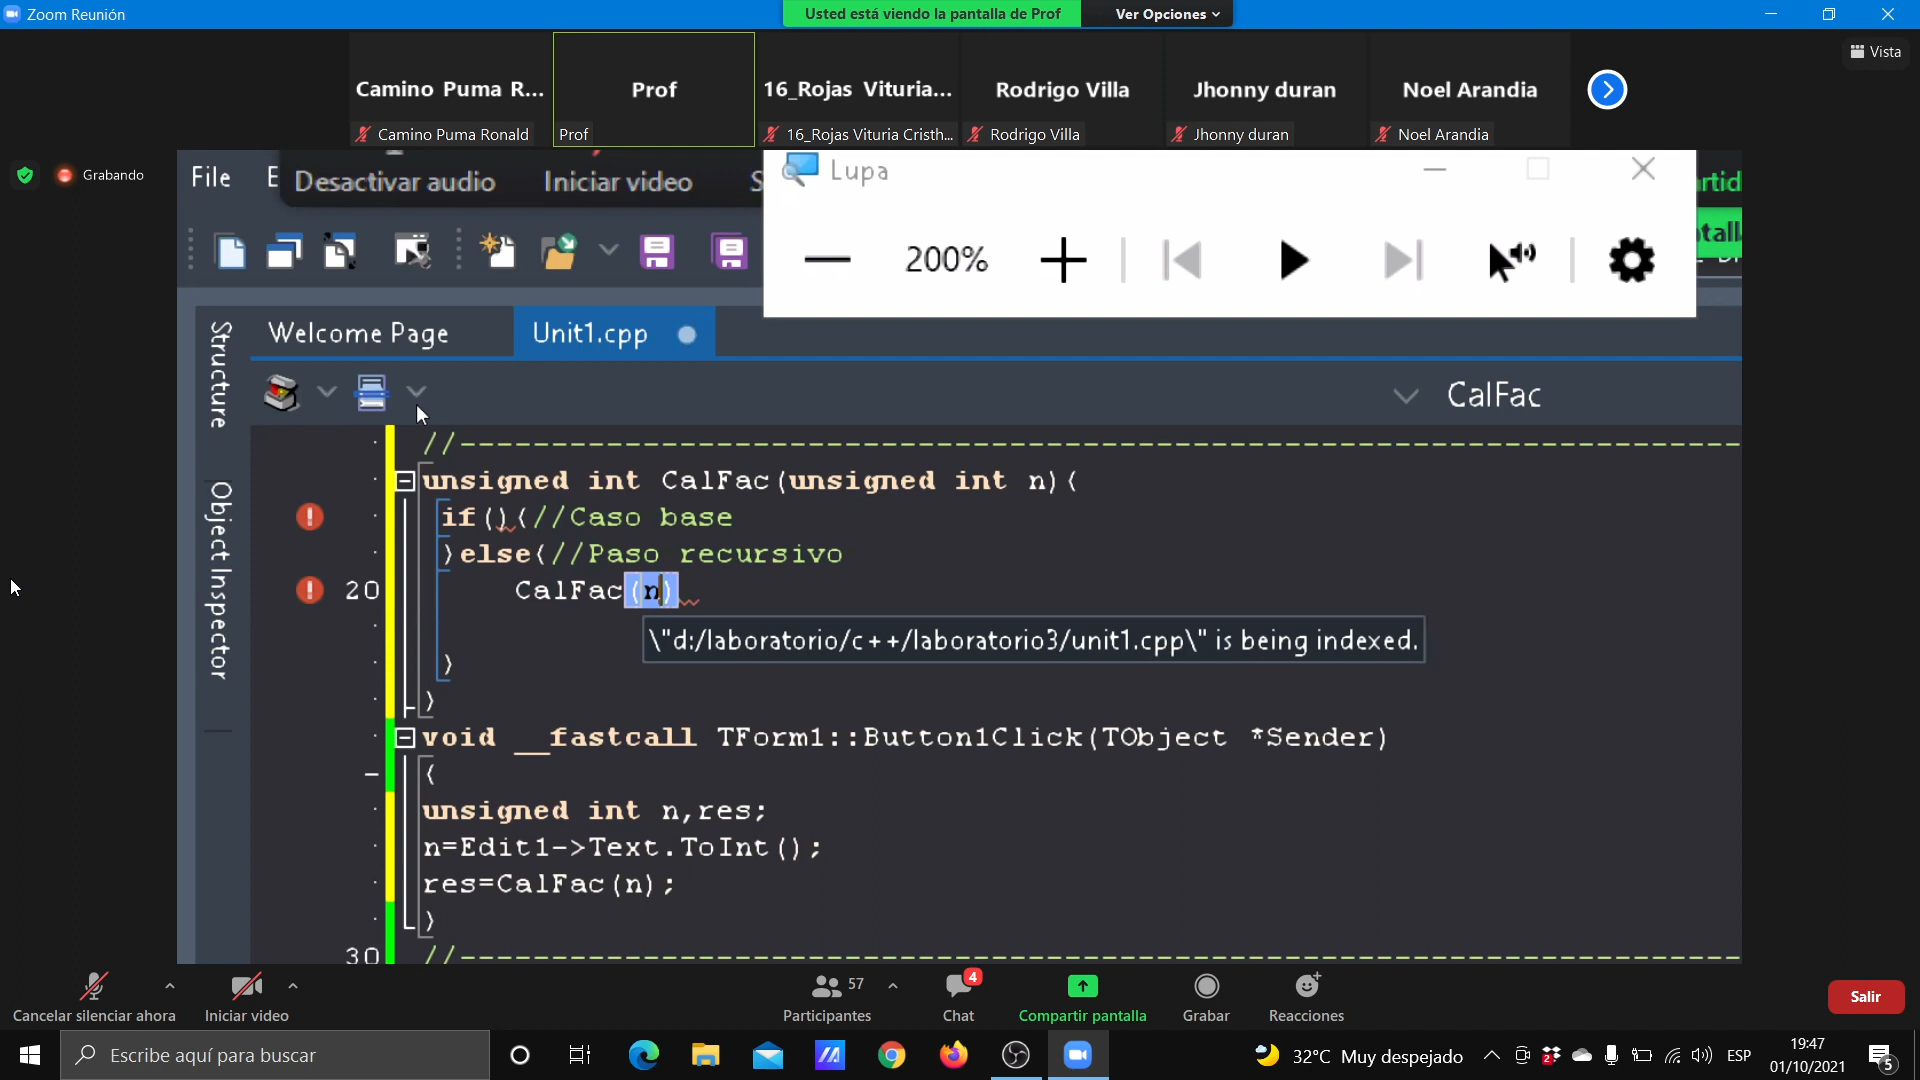 Zoom Reunión
Usted está viendo la pantalla de Prof
Ver Opciones
Vista
Camino Puma R...
Prof
16_Rojas Vituria...
Rodrigo Villa
Jhonny duran
Noel Arandia
Camino Puma Ronald
Prof
16_Rojas Vituria Cristh...
Rodrigo Villa
Jhonny duran
Noel Arandia
Grabando
File
E
Desactivar audio
Iniciar video
S
Lupa
rtid
200%
talla
Structure
Object Inspector
Welcome Page
Unit1.cpp
CalFac
//----------------------------------------------------------------------
unsigned int CalFac(unsigned int n){
if(){//Caso base
}else{//Paso recursivo
20
CalFac(n)
\"d:/laboratorio/c++/laboratorio3/unit1.cpp\" is being indexed.
}
}
void __fastcall TForm1::Button1Click(TObject *Sender)
{
unsigned int n,res;
n=Edit1->Text.ToInt();
res=CalFac(n);
}
30
//----------------------------------------------------------------------
Cancelar silenciar ahora
Iniciar video
57
Participantes
4
Chat
Compartir pantalla
Grabar
Reacciones
Salir
Escribe aquí para buscar
32°C Muy despejado
2
ESP
19:47
01/10/2021
5